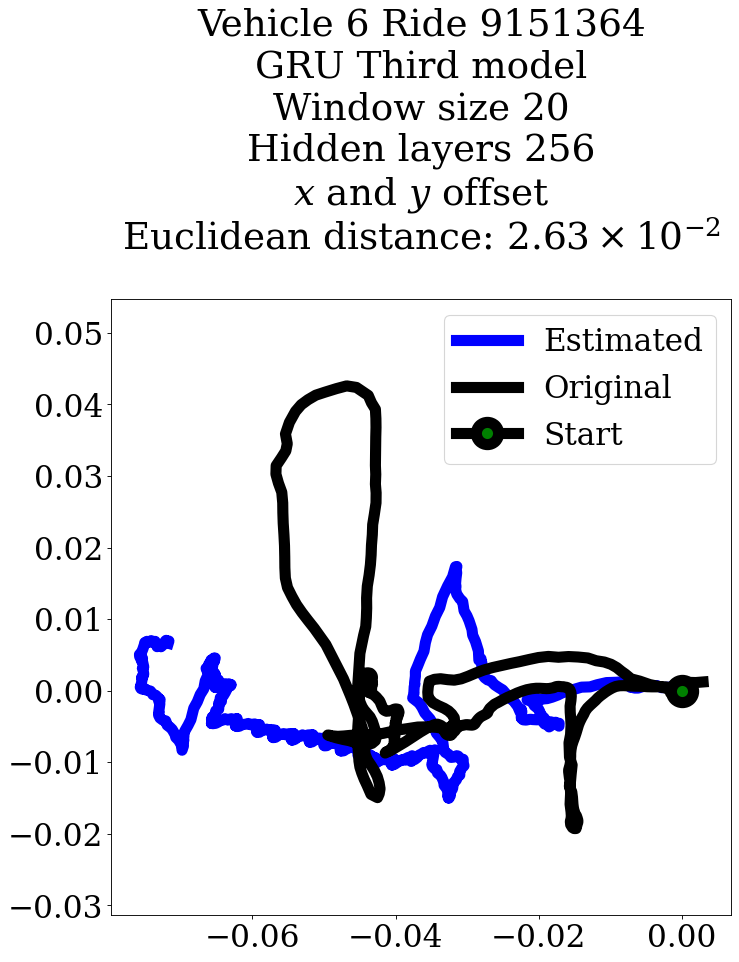 Vehicle 6 Ride 9151364
GRU Third model
Window size 20
Hidden layers 256
x and y offset
Euclidean distance: 2.63 × 10⁻²
Estimated
Original
Start
0.05
0.04
0.03
0.02
0.01
0.00
−0.01
−0.02
−0.03
−0.06 −0.04 −0.02 0.00